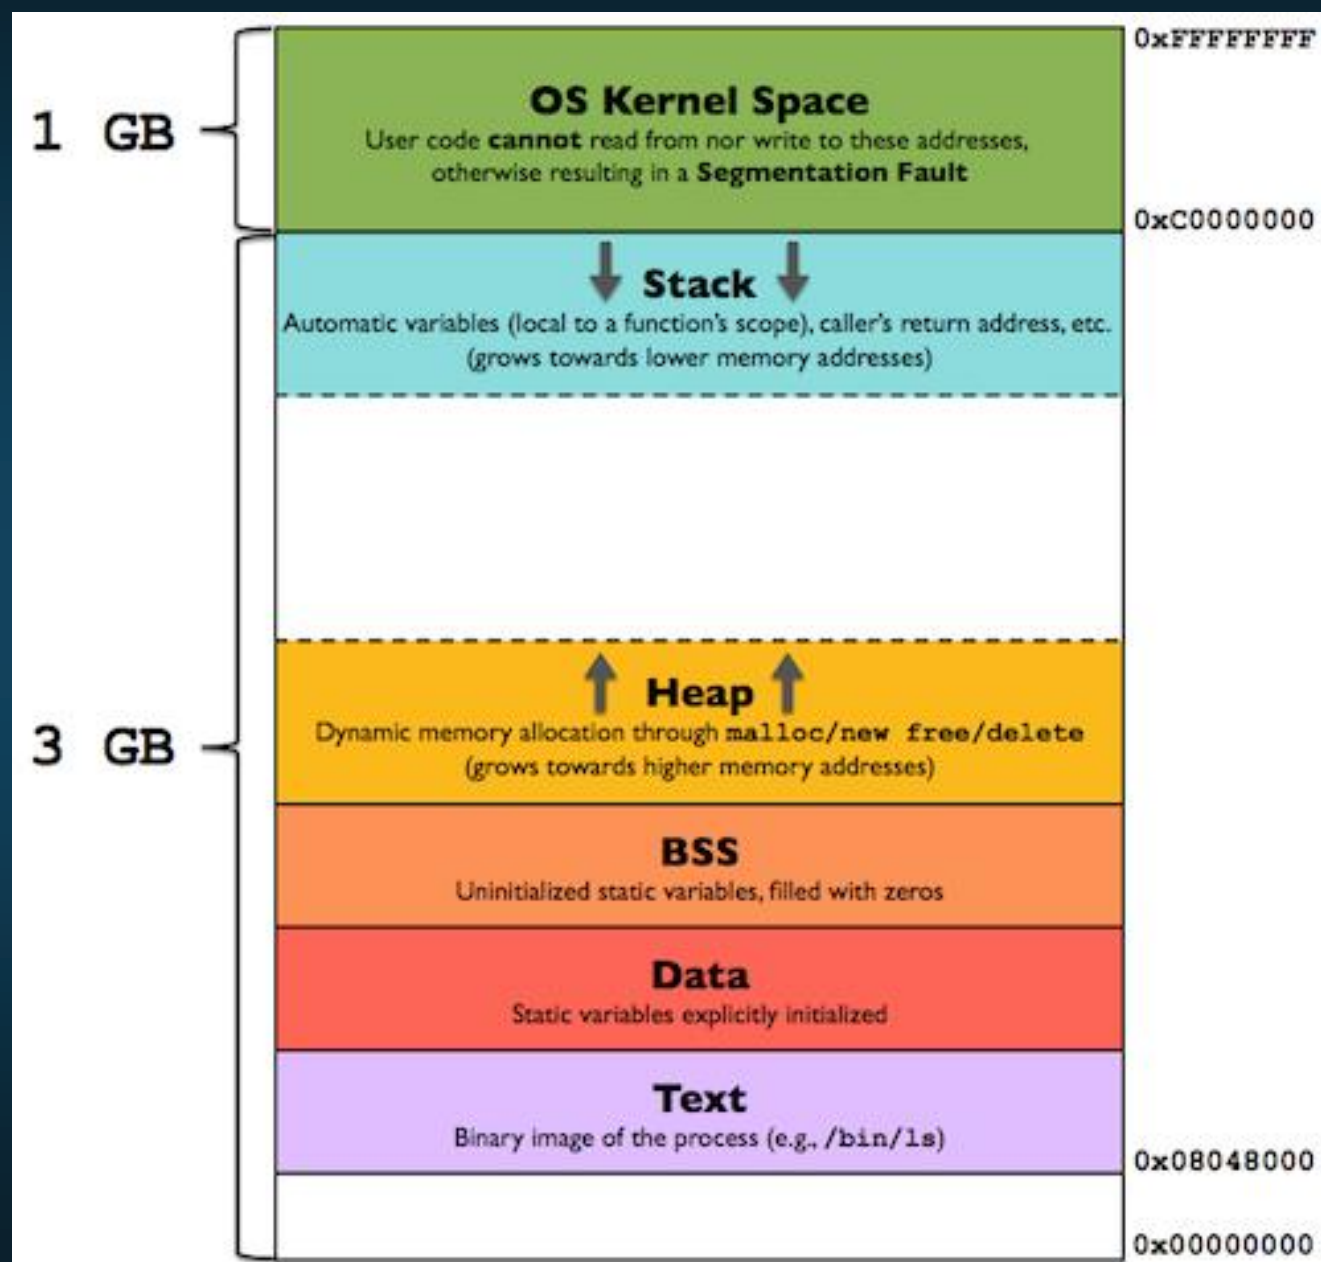 0xFFFFFFFF
1 GB
OS Kernel Space
User code cannot read from nor write to these addresses,
otherwise resulting in a Segmentation Fault
0xC0000000
Stack
Automatic variables (local to a function's scope), caller's return address, etc.
(grows towards lower memory addresses)
3 GB
Heap
Dynamic memory allocation through malloc/new free/delete
(grows towards higher memory addresses)
BSS
Uninitialized static variables, filled with zeros
Data
Static variables explicitly initialized
Text
Binary image of the process (e.g., /bin/ls)
0x08048000
0x00000000